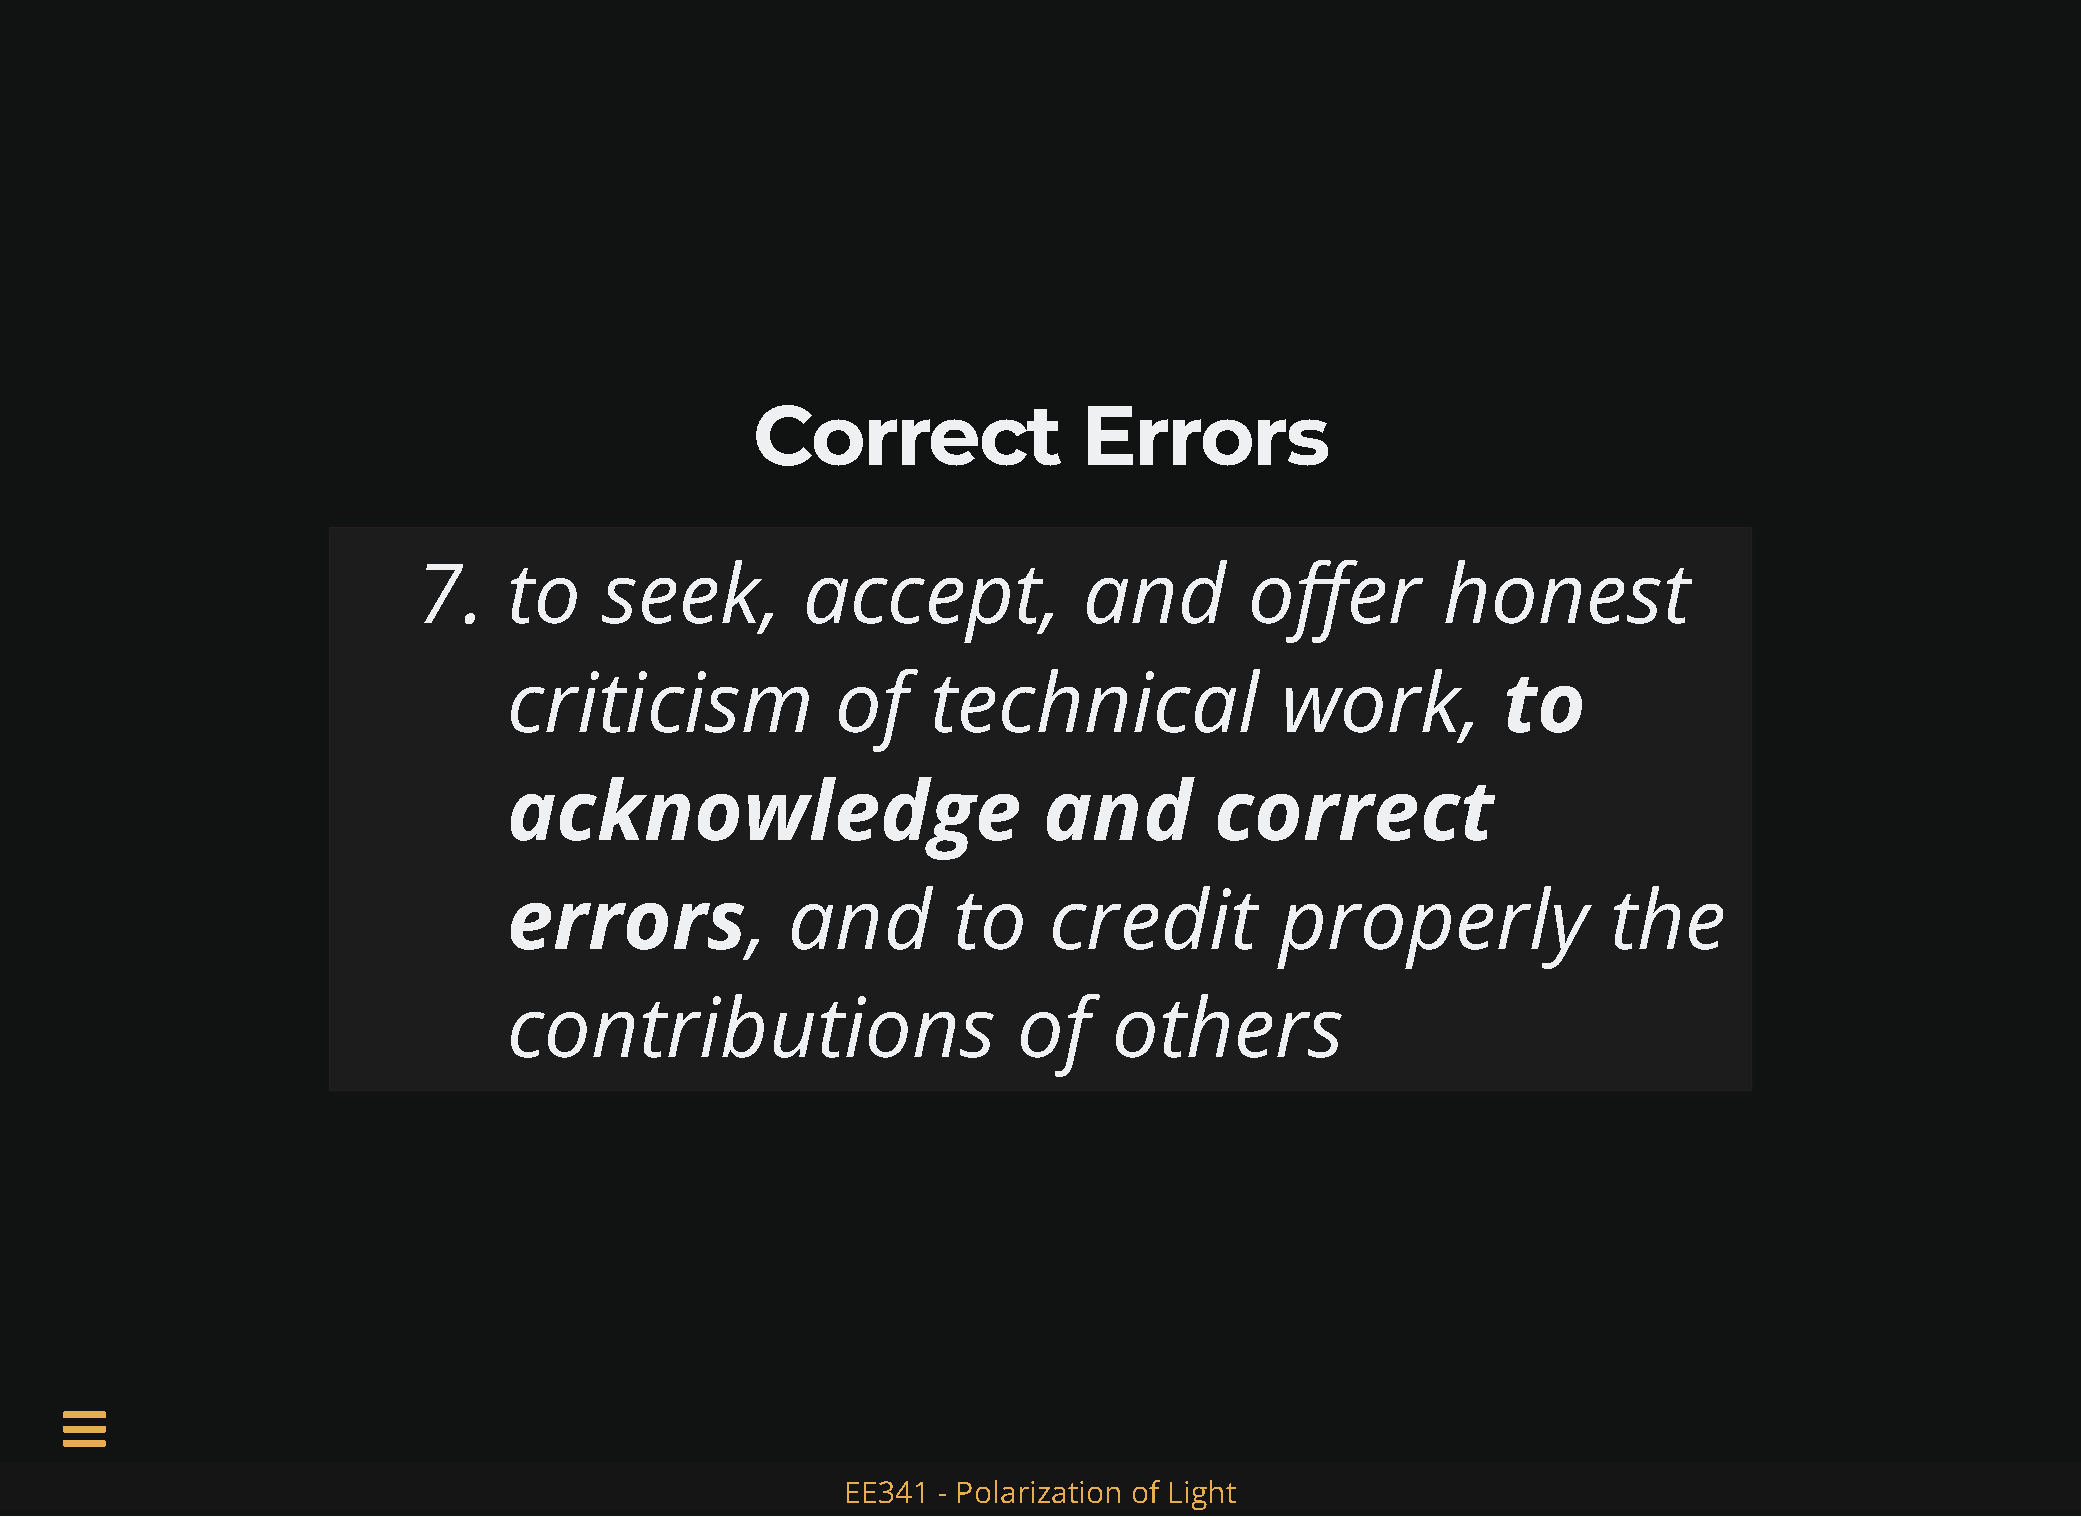 Correct Errors
7. to seek, accept, and offer honest
criticism of technical work, to
acknowledge and correct
errors, and to credit properly the
contributions of others
EE341 - Polarization of Light